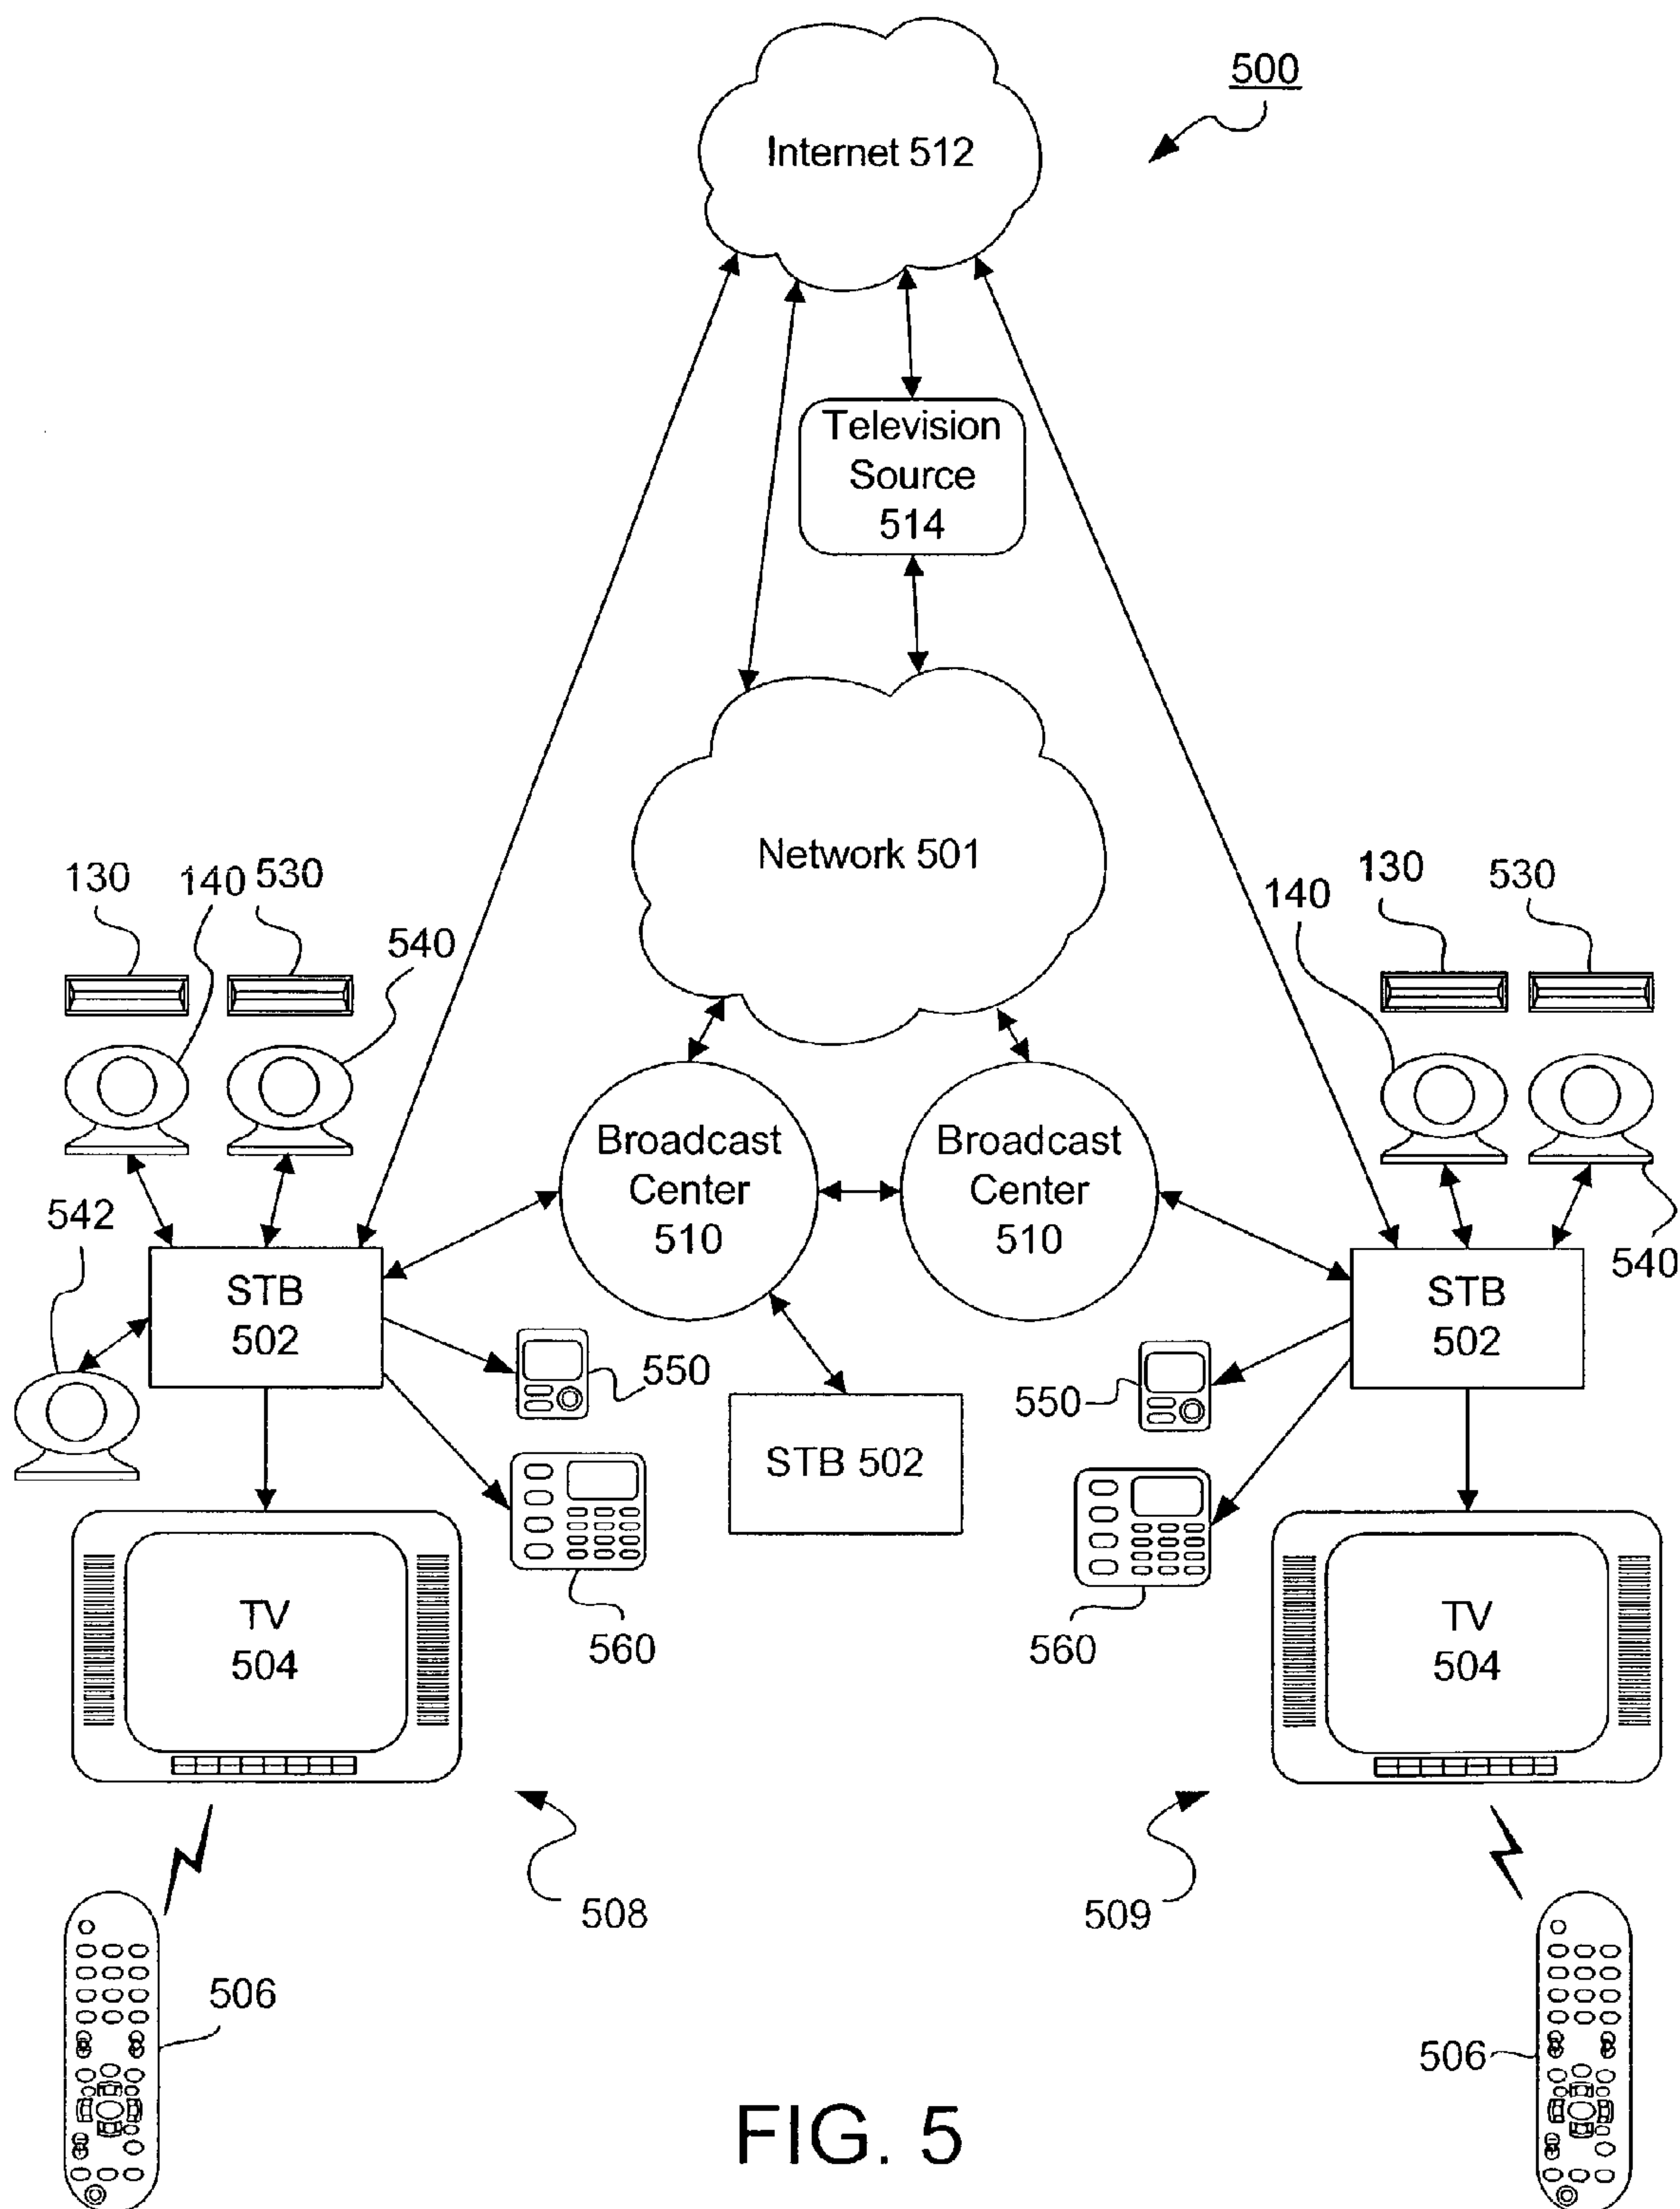 500
Internet 512
Television
Source
514
Network 501
130
140
530
540
140
130
530
Broadcast
Center
510
Broadcast
Center
510
542
540
STB
502
STB
502
550
550
STB 502
560
560
TV
504
TV
504
508
509
506
506
FIG. 5